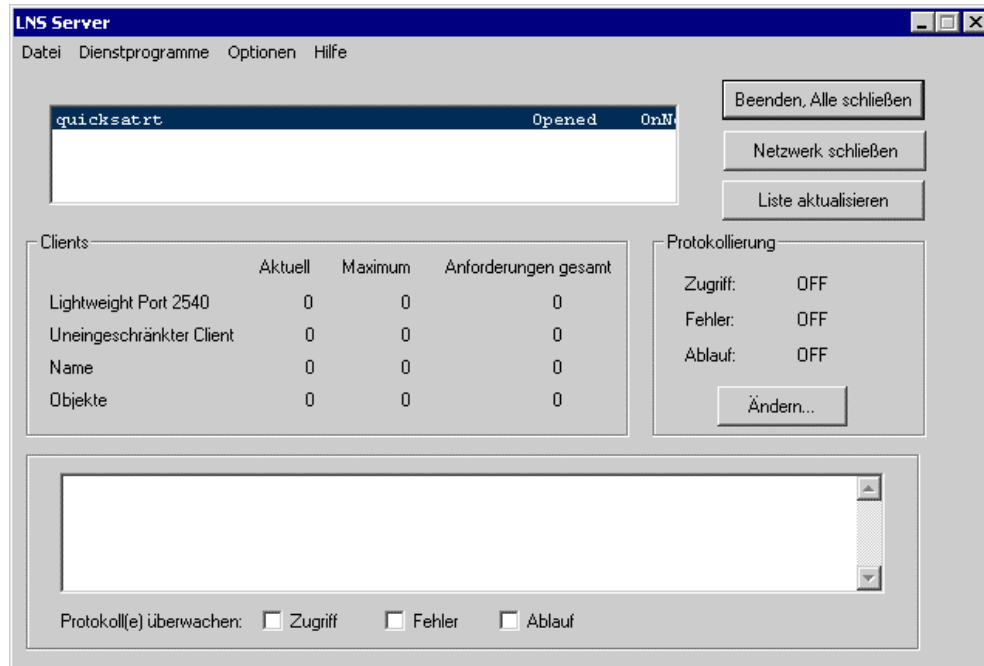 LNS Server
Datei Dienstprogramme Optionen Hilfe
Beenden, Alle schließen
quicksatrt Opened OnN
Netzwerk schließen
Liste aktualisieren
Clients
Aktuell Maximum Anforderungen gesamt
Lightweight Port 2540 0 0 0
Uneingeschränkter Client 0 0 0
Name 0 0 0
Objekte 0 0 0
Protokollierung
Zugriff: OFF
Fehler: OFF
Ablauf: OFF
Ändern...
Protokoll(e) überwachen: Zugriff Fehler Ablauf